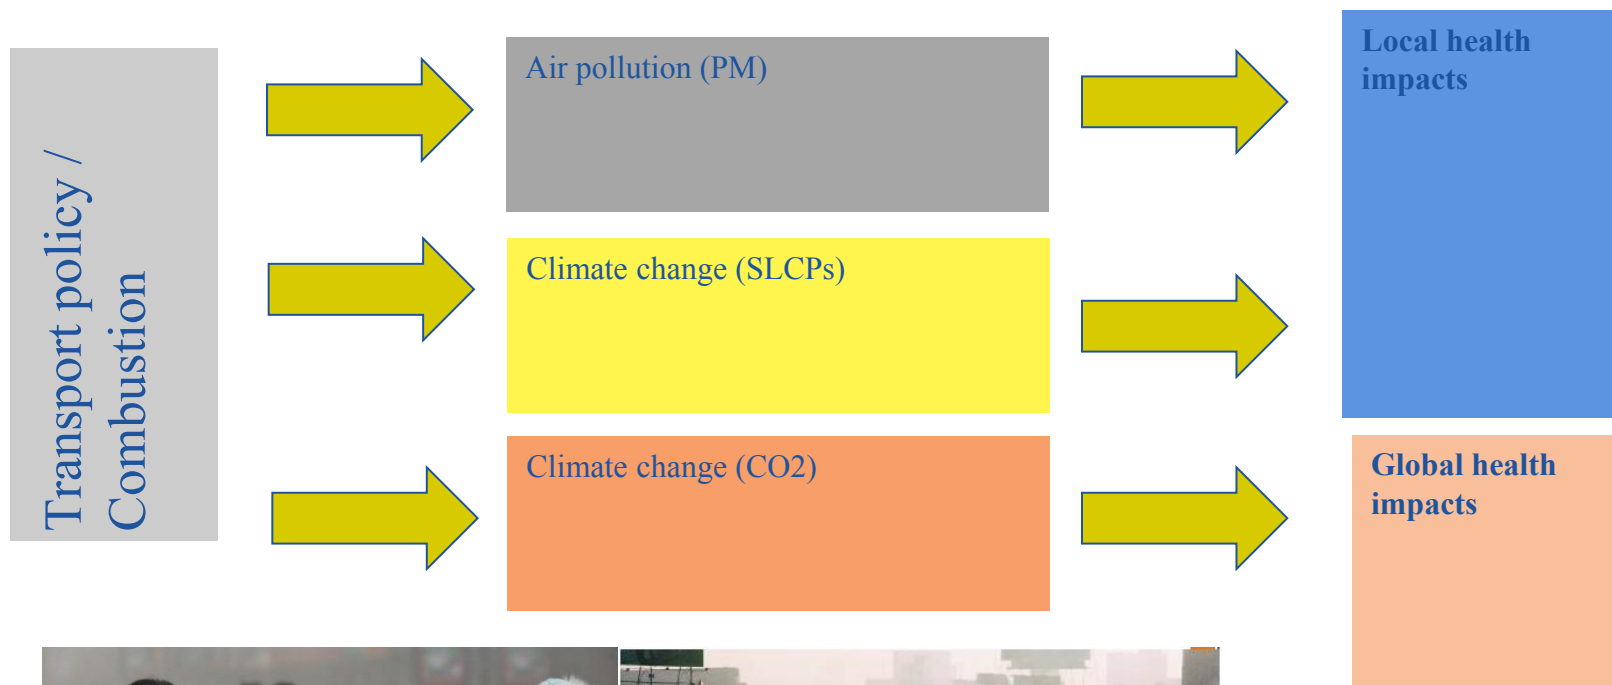 Transport policy /
Combustion
Air pollution (PM)
Climate change (SLCPs)
Climate change (CO2)
Local health
impacts
Global health
impacts